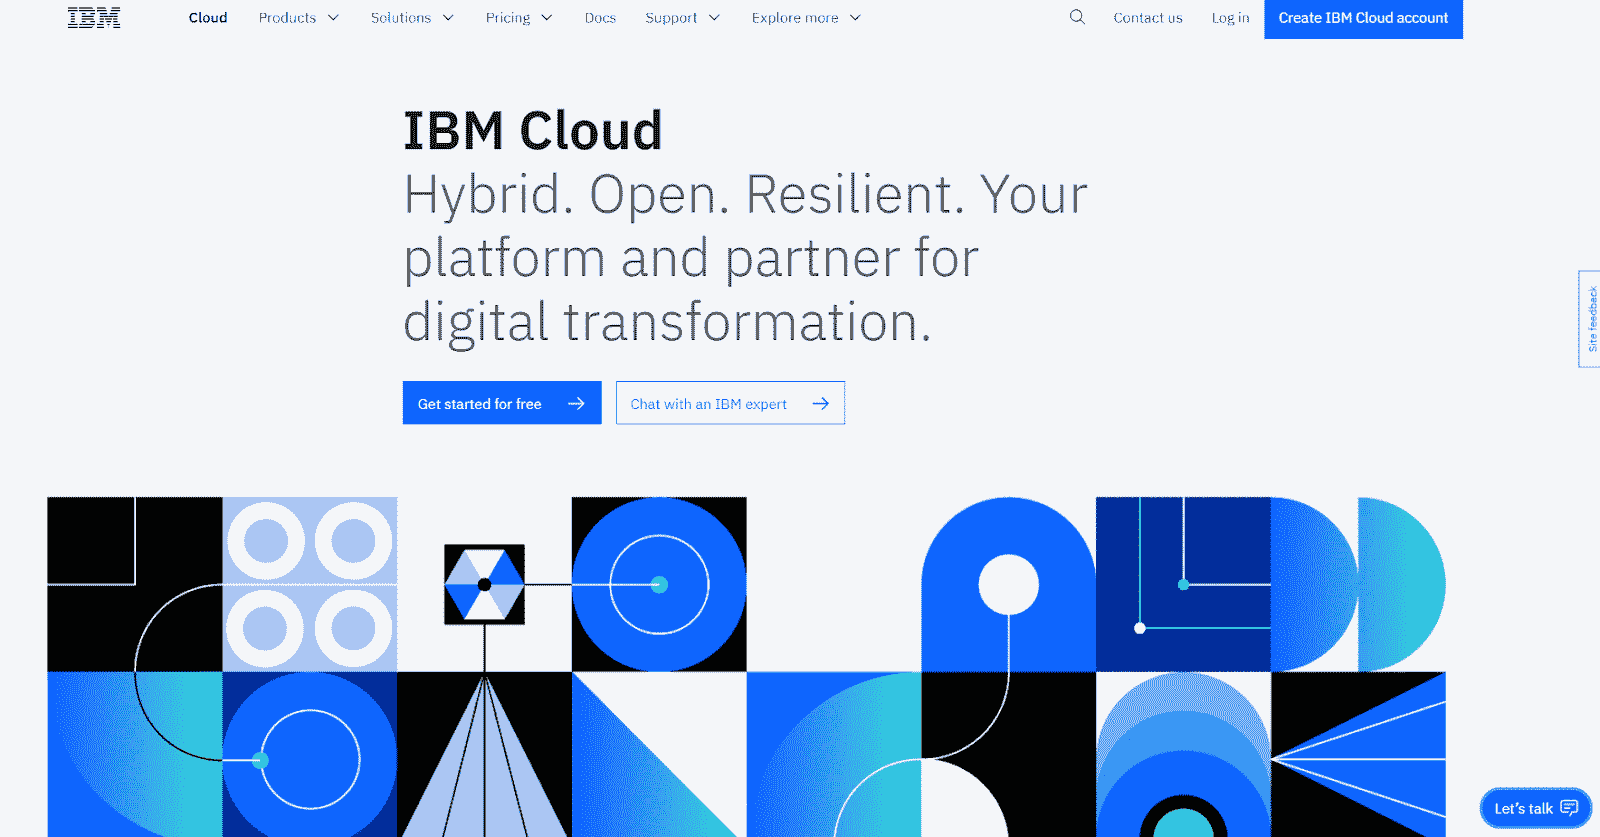 IBM Cloud Products Solutions Pricing Docs Support Explore more Contact us Log in Create IBM Cloud account
IBM Cloud
Hybrid. Open. Resilient. Your
platform and partner for
digital transformation.
Site feedback
Get started for free Chat with an IBM expert
Let's talk